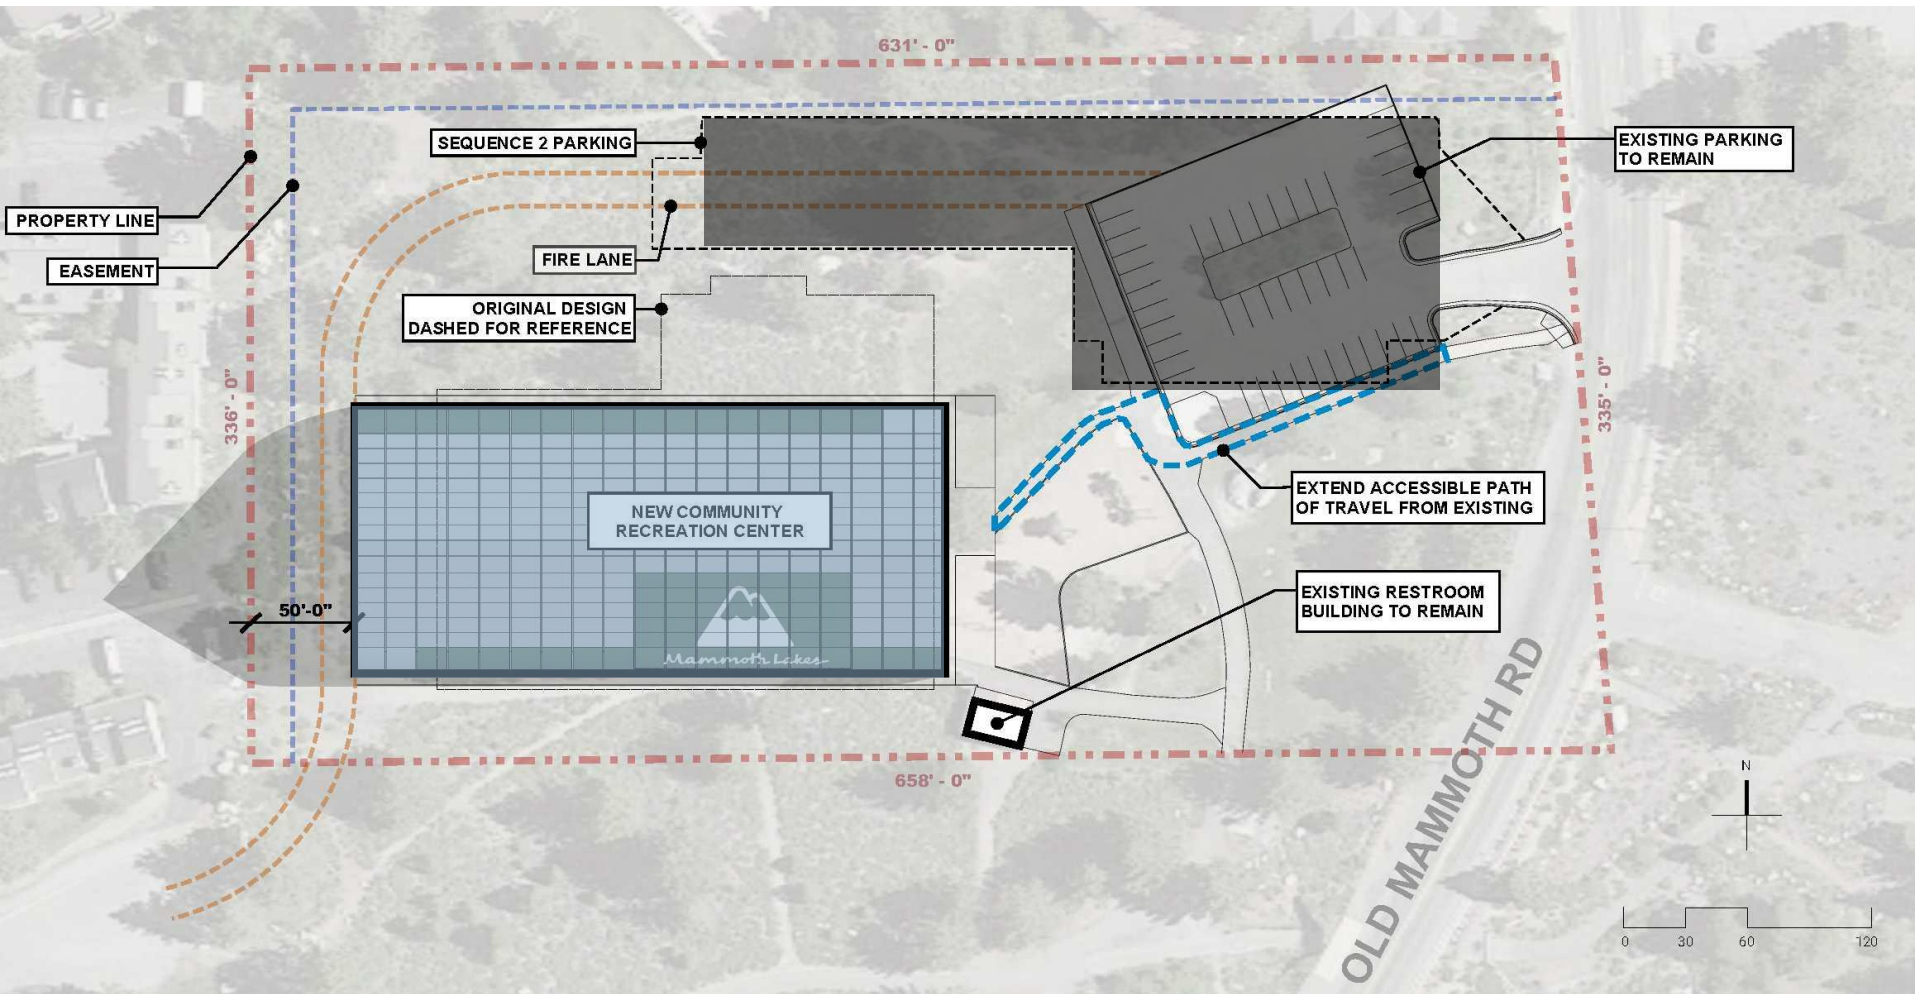 631' - 0"
SEQUENCE 2 PARKING
EXISTING PARKING
TO REMAIN
PROPERTY LINE
EASEMENT
FIRE LANE
ORIGINAL DESIGN
DASHED FOR REFERENCE
336' - 0"
335' - 0"
EXTEND ACCESSIBLE PATH
OF TRAVEL FROM EXISTING
NEW COMMUNITY
RECREATION CENTER
50'-0"
EXISTING RESTROOM
BUILDING TO REMAIN
Mammoth Lakes
658' - 0"
OLD MAMMOTH RD
N
0 30 60 120